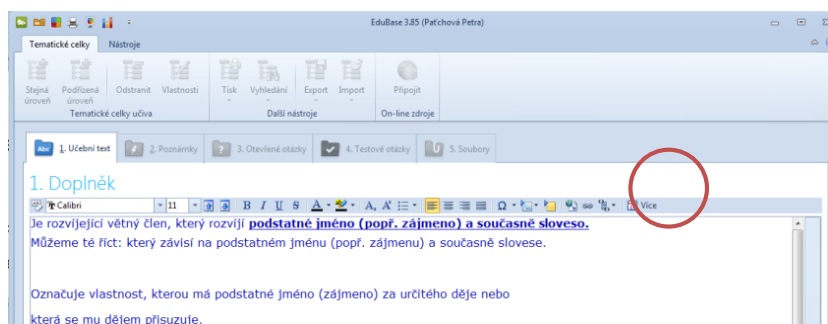 EduBase 3.85 (Paťchová Petra)
Tematické celky Nástroje
Stejná úroveň Podřízená úroveň Odstranit Vlastnosti Tisk Vyhledání Export Import Připojit
Tematické celky učiva Další nástroje On-line zdroje
Abc 1. Učební text 2. Poznámky 3. Otevřené otázky 4. Testové otázky 5. Soubory
1. Doplněk
Calibri 11 B I U S A Více
Je rozvíjející větný člen, který rozvíjí podstatné jméno (popř. zájmeno) a současně sloveso.
Můžeme té říct: který závisí na podstatném jménu (popř. zájmenu) a současně slovese.
Označuje vlastnost, kterou má podstatné jméno (zájmeno) za určitého děje nebo
která se mu dějem přisuzuje.